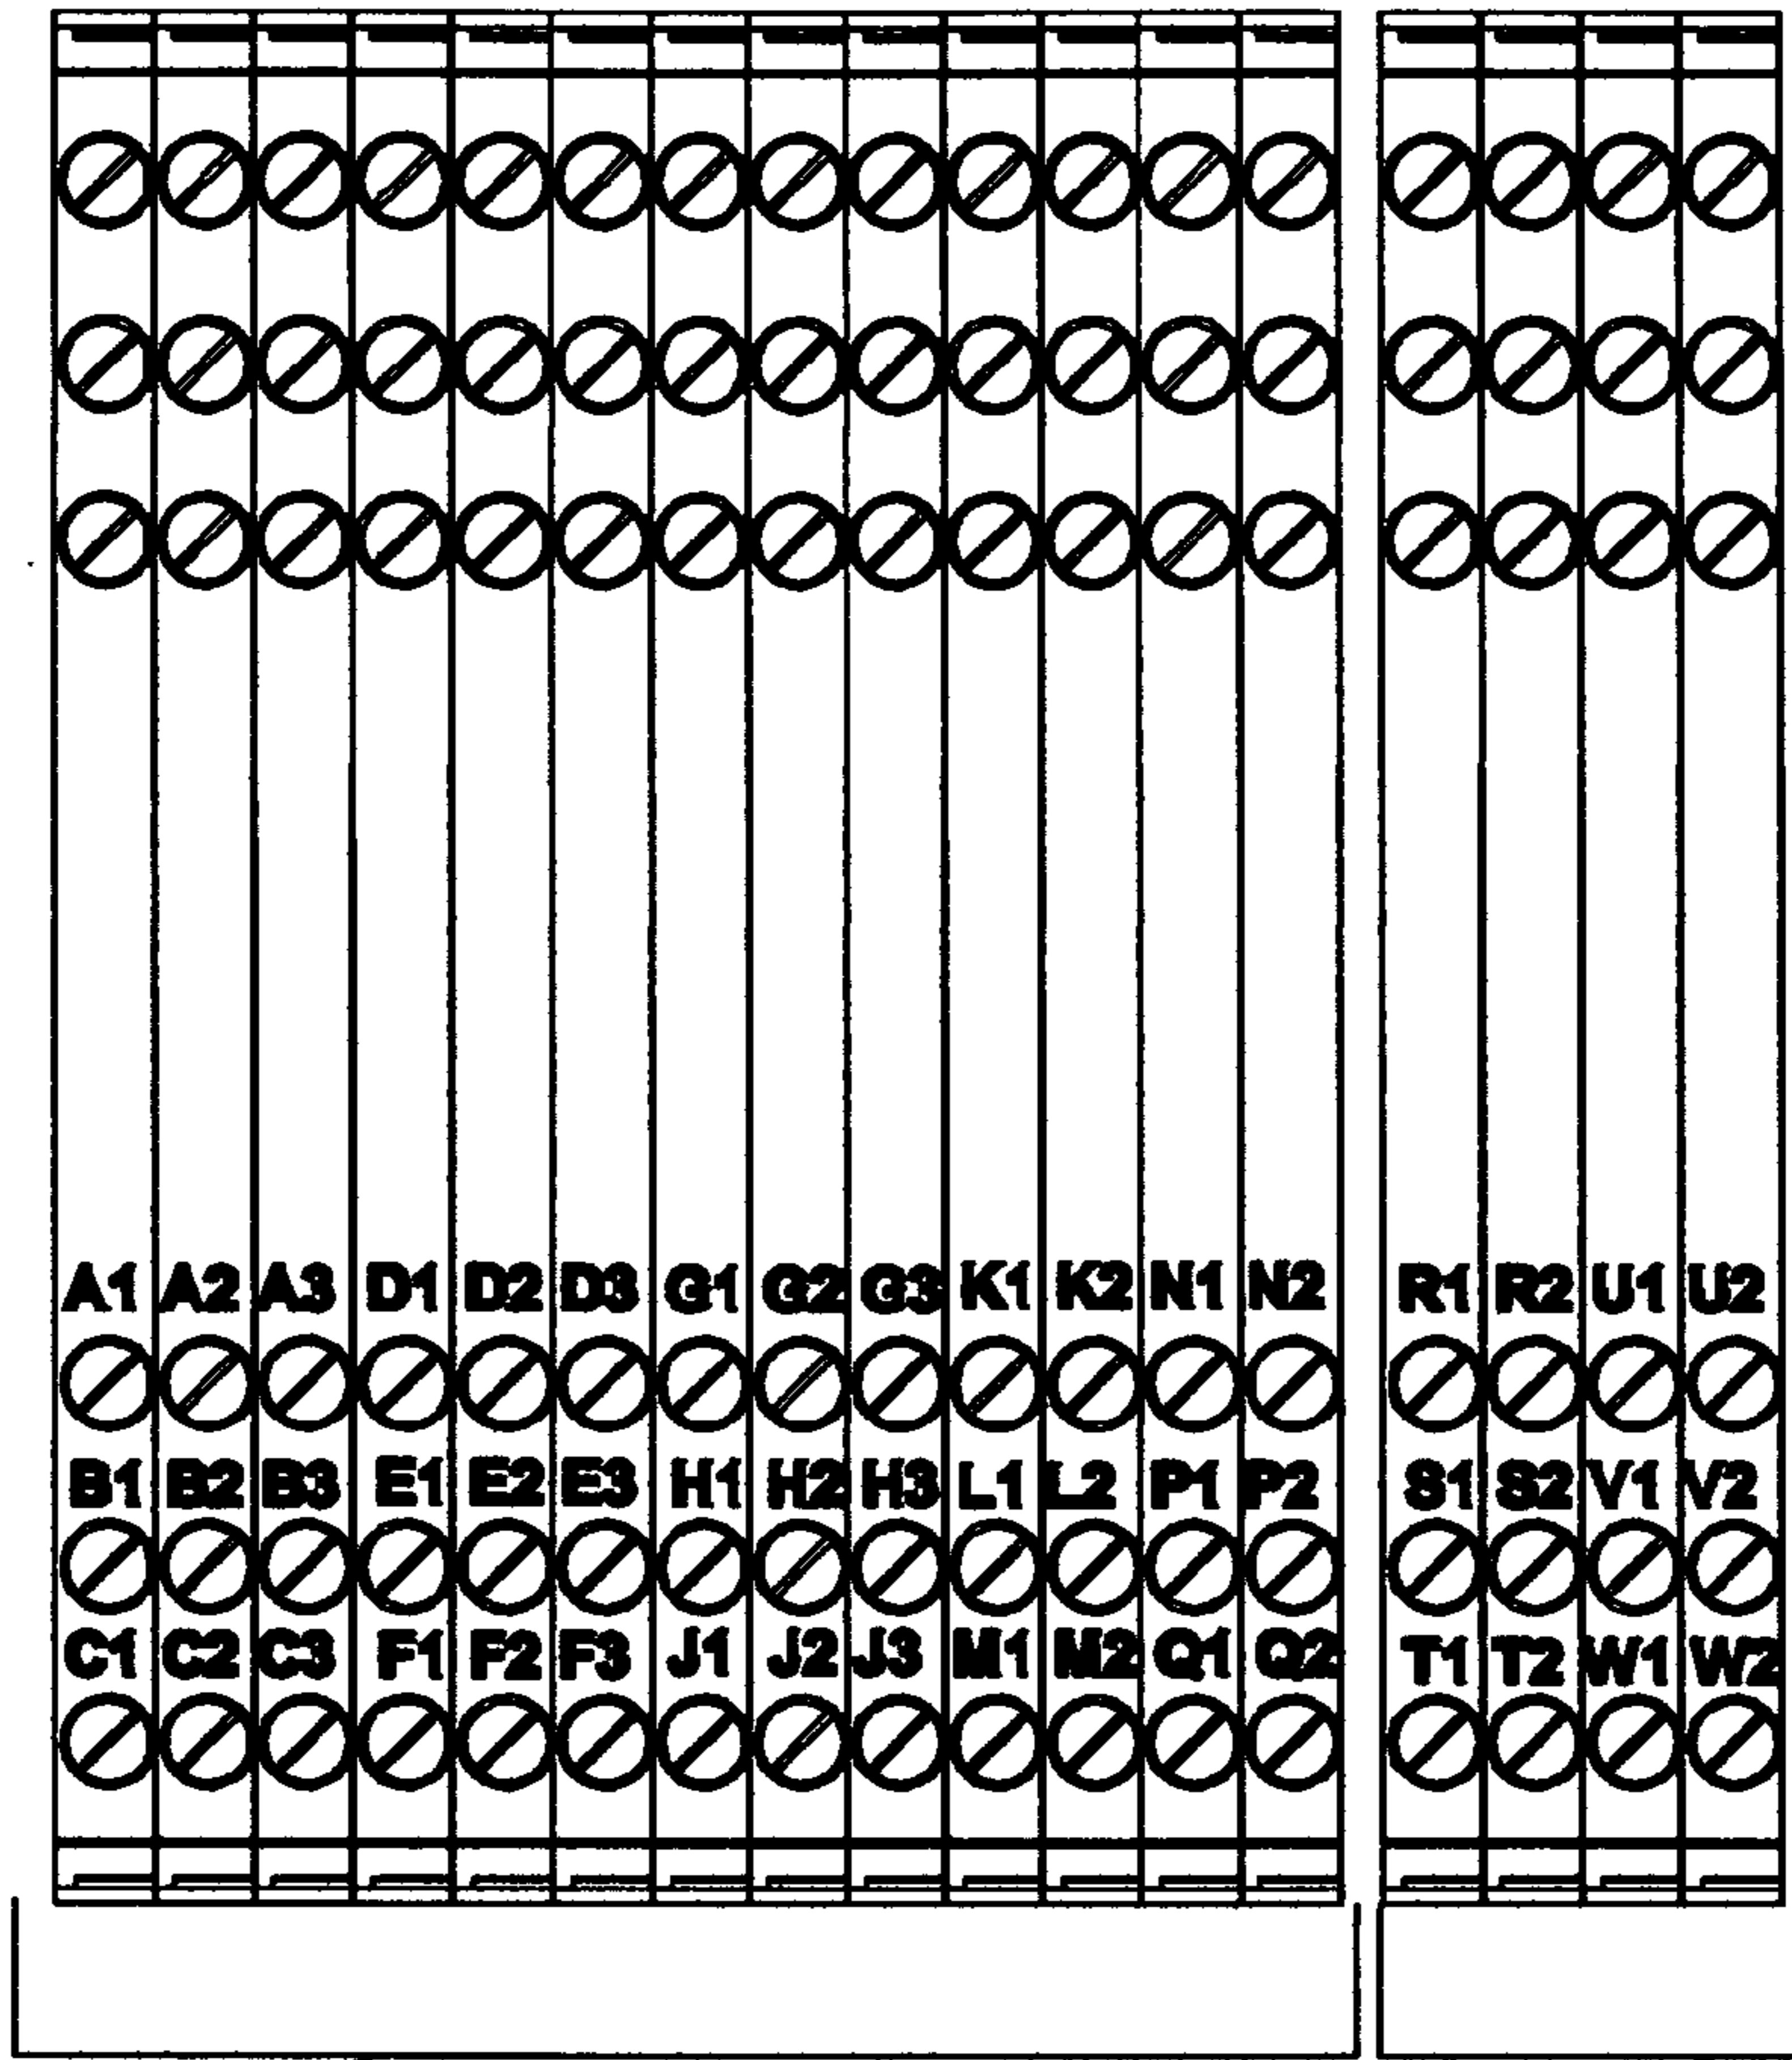 A1 A2 A3 D1 D2 D3 G1 G2 G3 K1 K2 N1 N2 R1 R2 U1 U2
B1 B2 B3 E1 E2 E3 H1 H2 H3 L1 L2 P1 P2 S1 S2 V1 V2
C1 C2 C3 F1 F2 F3 J1 J2 J3 M1 M2 Q1 Q2 T1 T2 W1 W2